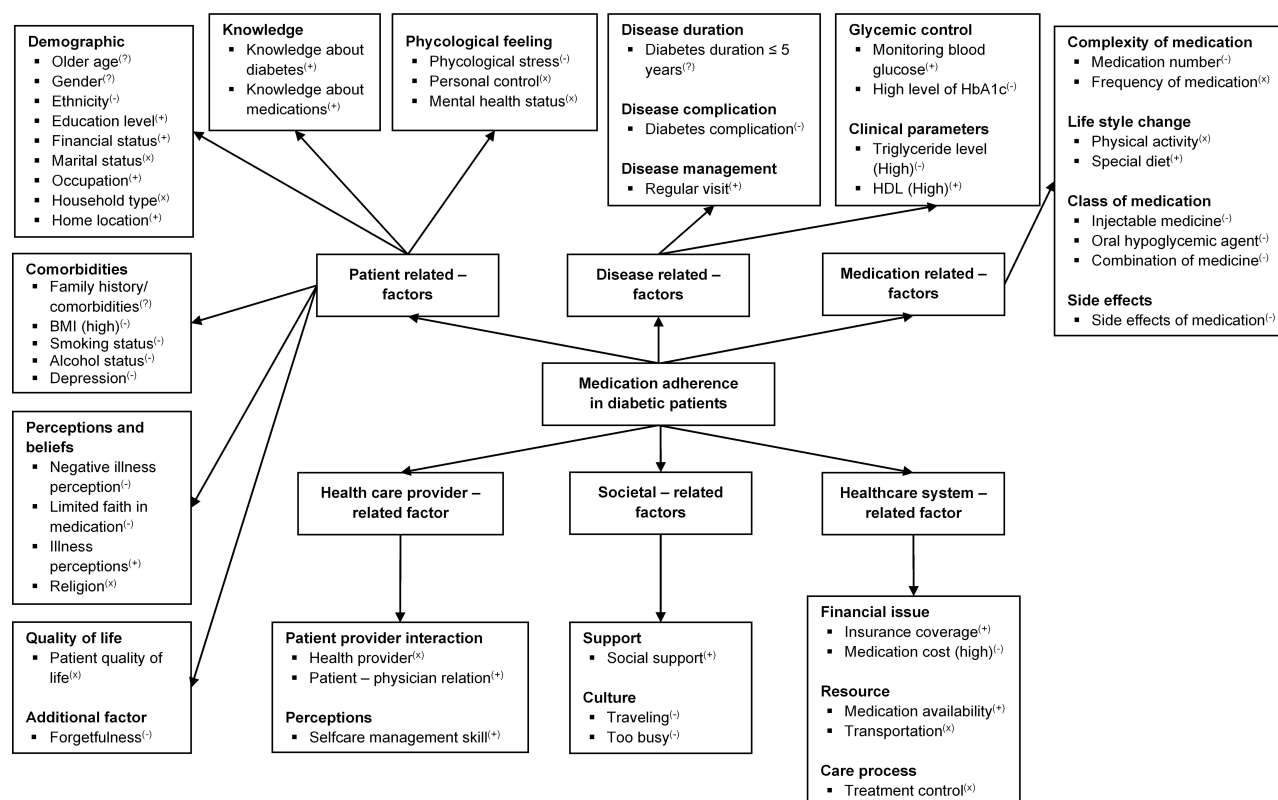 Demographic
▪ Older age(?)
▪ Gender(?)
▪ Ethnicity(-)
▪ Education level(+)
▪ Financial status(+)
▪ Marital status(x)
▪ Occupation(+)
▪ Household type(x)
▪ Home location(+)
Knowledge
▪ Knowledge about
diabetes(+)
▪ Knowledge about
medications(+)
Phycological feeling
▪ Phycological stress(-)
▪ Personal control(x)
▪ Mental health status(x)
Disease duration
▪ Diabetes duration ≤ 5
years(?)
Disease complication
▪ Diabetes complication(-)
Disease management
▪ Regular visit(+)
Glycemic control
▪ Monitoring blood
glucose(+)
▪ High level of HbA1c(-)
Clinical parameters
▪ Triglyceride level
(High)(-)
▪ HDL (High)(+)
Complexity of medication
▪ Medication number(-)
▪ Frequency of medication(x)
Life style change
▪ Physical activity(x)
▪ Special diet(+)
Class of medication
▪ Injectable medicine(-)
▪ Oral hypoglycemic agent(-)
▪ Combination of medicine(-)
Side effects
▪ Side effects of medication(-)
Patient related –
factors
Disease related –
factors
Medication related –
factors
Comorbidities
▪ Family history/
comorbidities(?)
▪ BMI (high)(-)
▪ Smoking status(-)
▪ Alcohol status(-)
▪ Depression(-)
Medication adherence
in diabetic patients
Perceptions and
beliefs
▪ Negative illness
perception(-)
▪ Limited faith in
medication(-)
▪ Illness
perceptions(+)
▪ Religion(x)
Health care provider –
related factor
Societal – related
factors
Healthcare system –
related factor
Quality of life
▪ Patient quality of
life(x)
Additional factor
▪ Forgetfulness(-)
Patient provider interaction
▪ Health provider(x)
▪ Patient – physician relation(+)
Perceptions
▪ Selfcare management skill(+)
Support
▪ Social support(+)
Culture
▪ Traveling(-)
▪ Too busy(-)
Financial issue
▪ Insurance coverage(+)
▪ Medication cost (high)(-)
Resource
▪ Medication availability(+)
▪ Transportation(x)
Care process
▪ Treatment control(x)